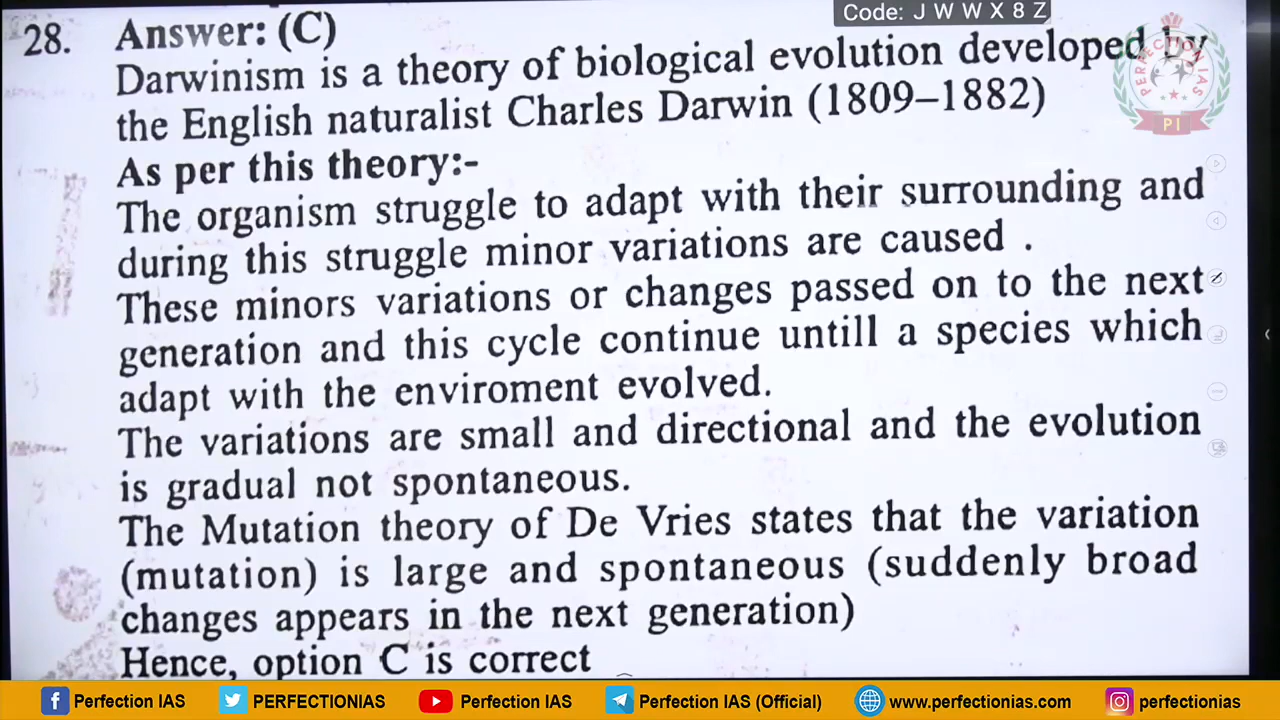 Code: J W W X 8 Z
28. Answer: (C)
Darwinism is a theory of biological evolution developed by
the English naturalist Charles Darwin (1809–1882)
As per this theory:-
The organism struggle to adapt with their surrounding and
during this struggle minor variations are caused .
These minors variations or changes passed on to the next
generation and this cycle continue untill a species which
adapt with the enviroment evolved.
The variations are small and directional and the evolution
is gradual not spontaneous.
The Mutation theory of De Vries states that the variation
(mutation) is large and spontaneous (suddenly broad
changes appears in the next generation)
Hence, option C is correct
PERFECTION IAS
PI
Perfection IAS PERFECTIONIAS Perfection IAS Perfection IAS (Official) www.perfectionias.com perfectionias